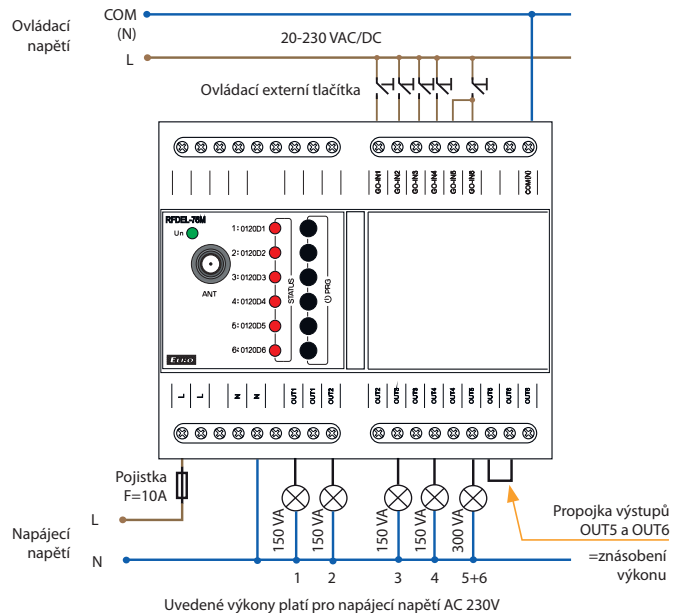 Ovládací
napětí
COM
(N)
L
20-230 VAC/DC
Ovládací externí tlačítka
GO-IN1
GO-IN2
GO-IN3
GO-IN4
GO-IN5
GO-IN6
COM(N)
RFDEL-76M
Un
ANT
1: 0120D1
2: 0120D2
3: 0120D3
4: 0120D4
5: 0120D5
6: 0120D6
STATUS
PRG
ELKO
L
L
N
N
OUT1
OUT1
OUT2
OUT2
OUT3
OUT3
OUT4
OUT4
OUT5
OUT5
OUT6
OUT6
Pojistka
F=10A
150 VA
150 VA
150 VA
150 VA
300 VA
Propojka výstupů
OUT5 a OUT6
=znásobení
výkonu
Napájecí
napětí
L
N
1
2
3
4
5+6
Uvedené výkony platí pro napájecí napětí AC 230V